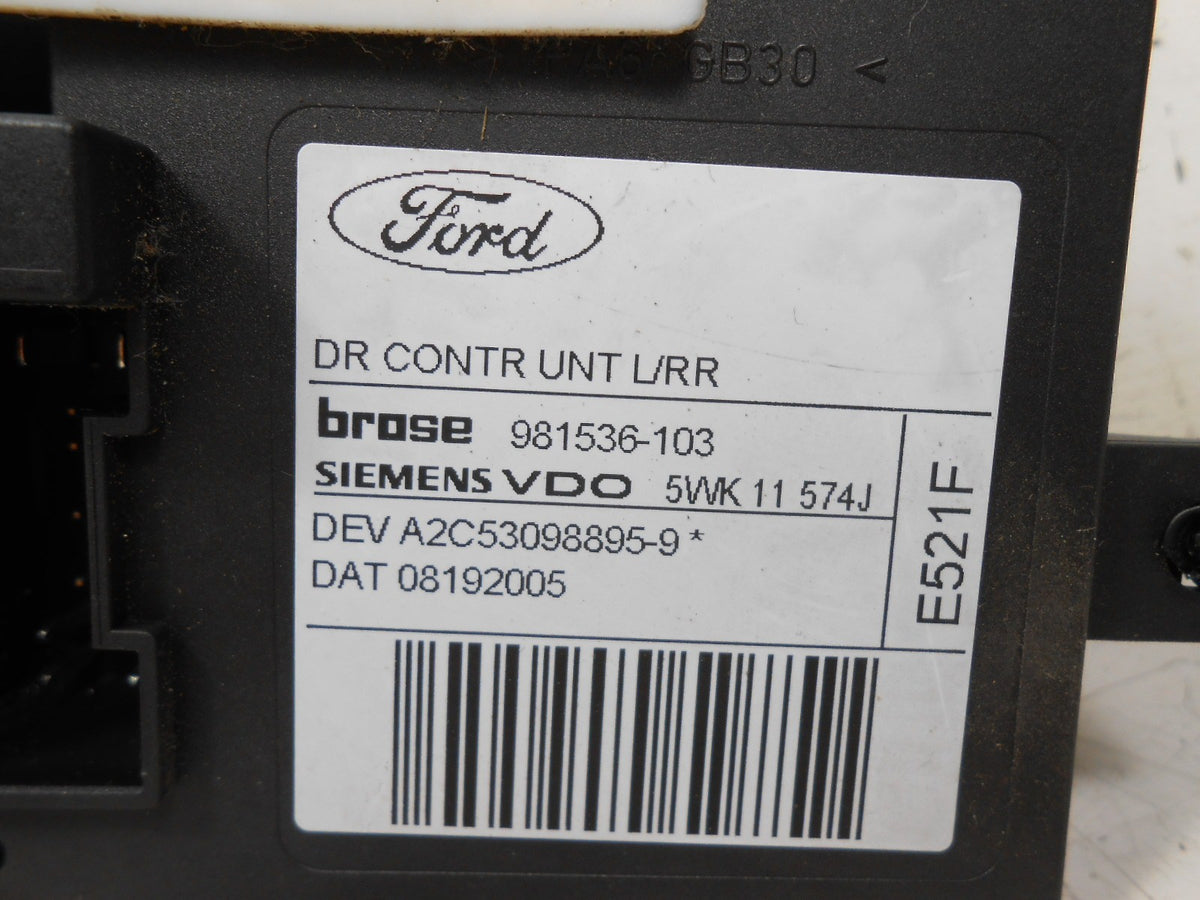 GB30 <
Ford
DR CONTR UNT L/RR
brose 981536-103
SIEMENS VDO 5WK 11 574J
DEV A2C53098895-9 *
DAT 08192005
E521F